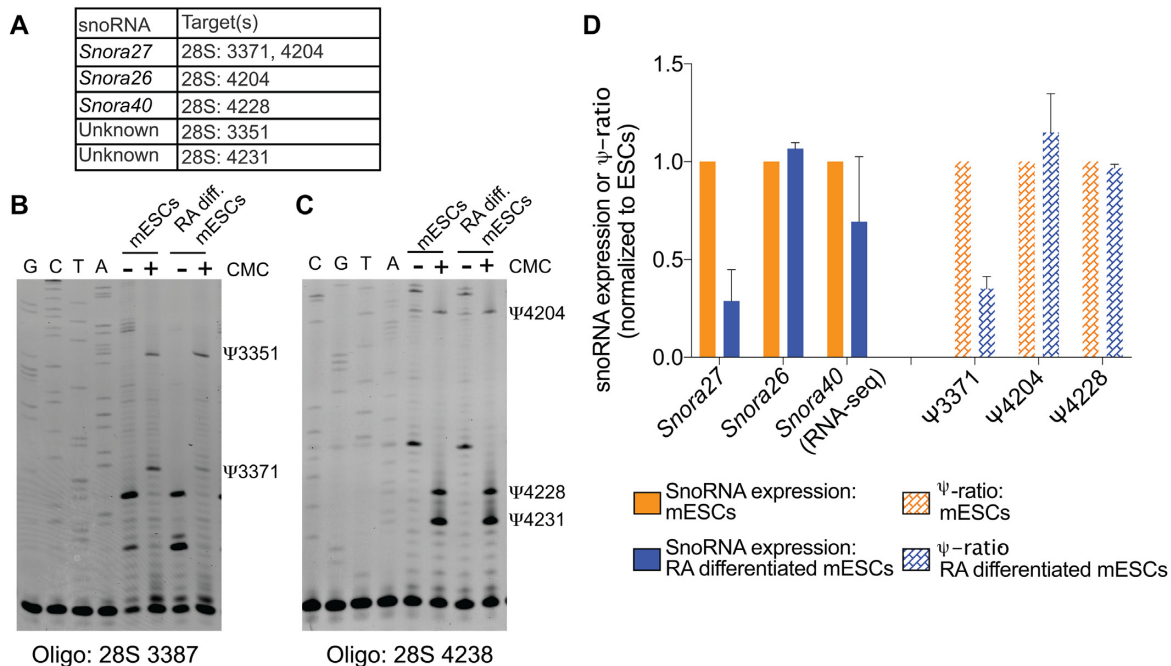 A
snoRNA Target(s)
Snora27 28S: 3371, 4204
Snora26 28S: 4204
Snora40 28S: 4228
Unknown 28S: 3351
Unknown 28S: 4231
B
mESCs
RA diff.
mESCs
G C T A - + - + CMC
Ψ3351
Ψ3371
Oligo: 28S 3387
C
mESCs
RA diff.
mESCs
C G T A - + - + CMC
Ψ4204
Ψ4228
Ψ4231
Oligo: 28S 4238
D
snoRNA expression or ψ-ratio
(normalized to ESCs)
1.5
1.0
0.5
0.0
Snora27
Snora26
Snora40
(RNA-seq)
Ψ3371
Ψ4204
Ψ4228
SnoRNA expression:
mESCs
SnoRNA expression:
RA differentiated mESCs
ψ-ratio:
mESCs
ψ-ratio
RA differentiated mESCs